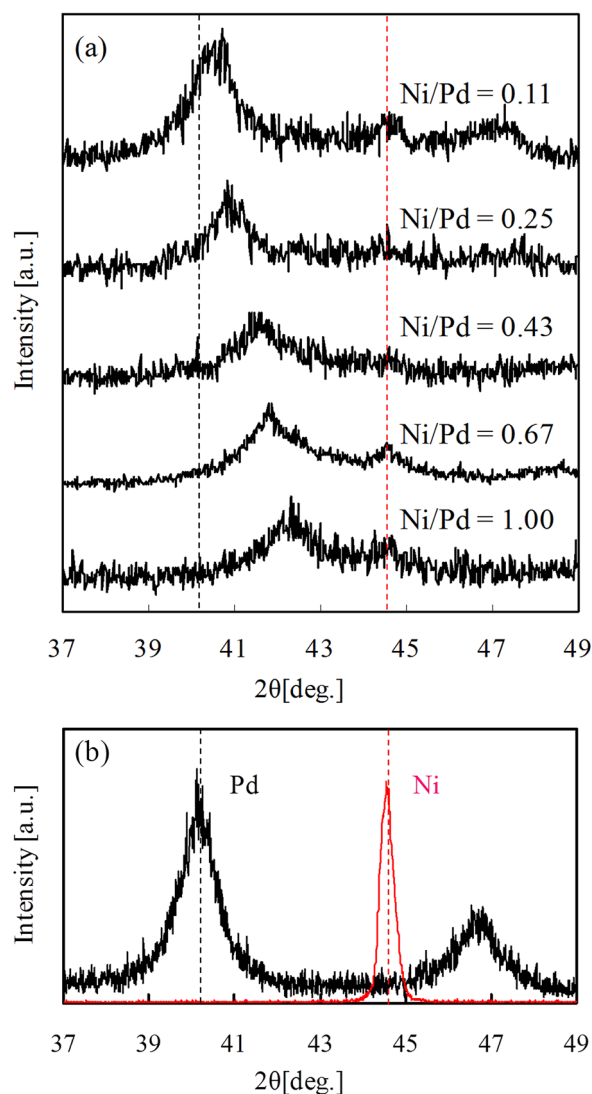 (a)
Ni/Pd = 0.11
Ni/Pd = 0.25
Ni/Pd = 0.43
Ni/Pd = 0.67
Ni/Pd = 1.00
Intensity [a.u.]
37 39 41 43 45 47 49
2θ[deg.]
(b)
Pd
Ni
Intensity [a.u.]
37 39 41 43 45 47 49
2θ[deg.]